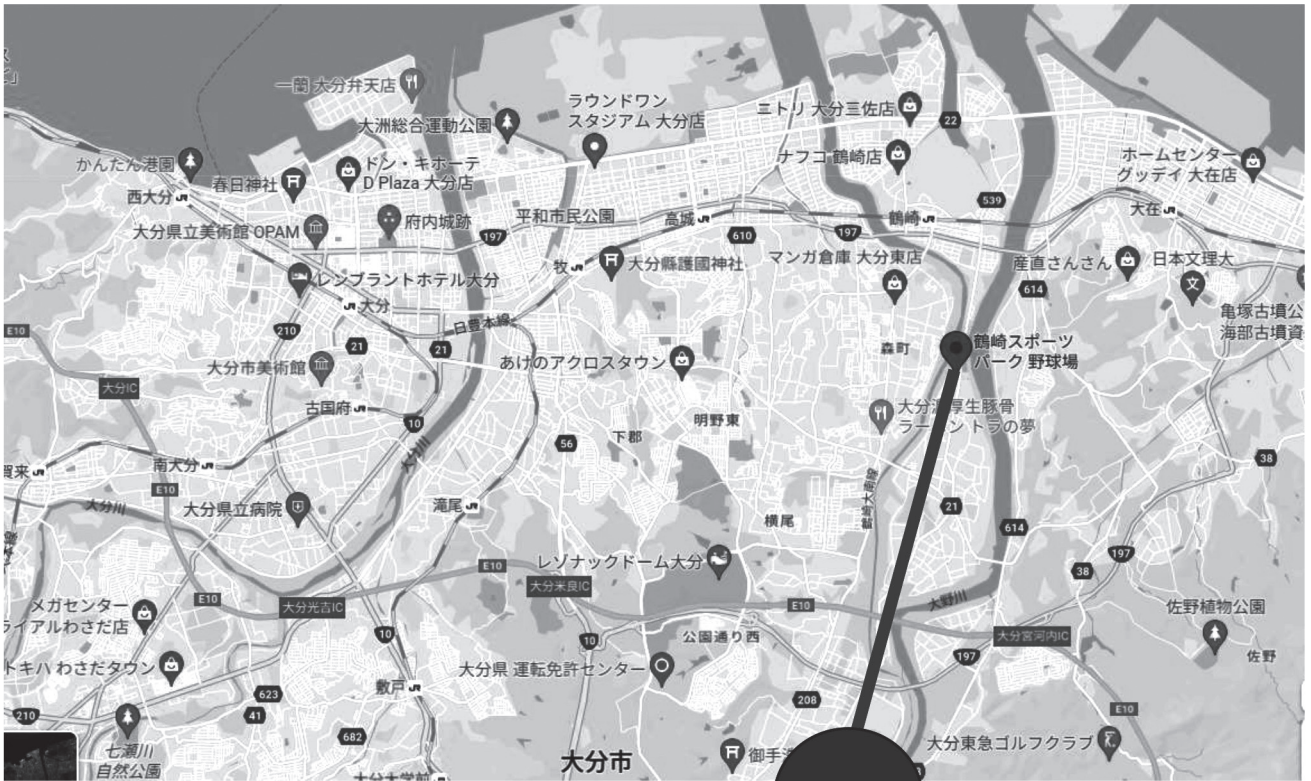 一蘭 大分弁天店
大洲総合運動公園
ラウンドワン
スタジアム 大分店
ニトリ 大分三佐店
22
かんたん港園
西大分
春日神社
ドン・キホーテ
D Plaza 大分店
ナフコ 鶴崎店
ホームセンター
グッデイ 大在店
539
大分県立美術館 OPAM
府内城跡
197
平和市民公園
高城
610
197
鶴崎
大在
牧
大分縣護國神社
マンガ倉庫 大分東店
産直さんさん
日本文理大
レンブラントホテル大分
大分
614
亀塚古墳公
海部古墳資
E10
210
21
21
日豊本線
大分IC
大分市美術館
あけのアクロスタウン
森町
鶴崎スポーツ
パーク 野球場
古国府
10
大分川
56
下郡
明野東
ラの夢
38
賀来
南大分
E10
大分川
大分県立病院
滝尾
横尾
21
614
197
38
レゾナックドーム大分
E10
大分米良IC
E10
大野川
メガセンター
ライアルわさだ店
E10
大分光吉IC
10
10
公園通り西
大分宮河内IC
佐野植物公園
佐野
トキハ わさだタウン
大分県 運転免許センター
197
敷戸
210
623
41
208
E10
七瀬川
自然公園
682
大分大学前
大分市
御手
大分東急ゴルフクラブ